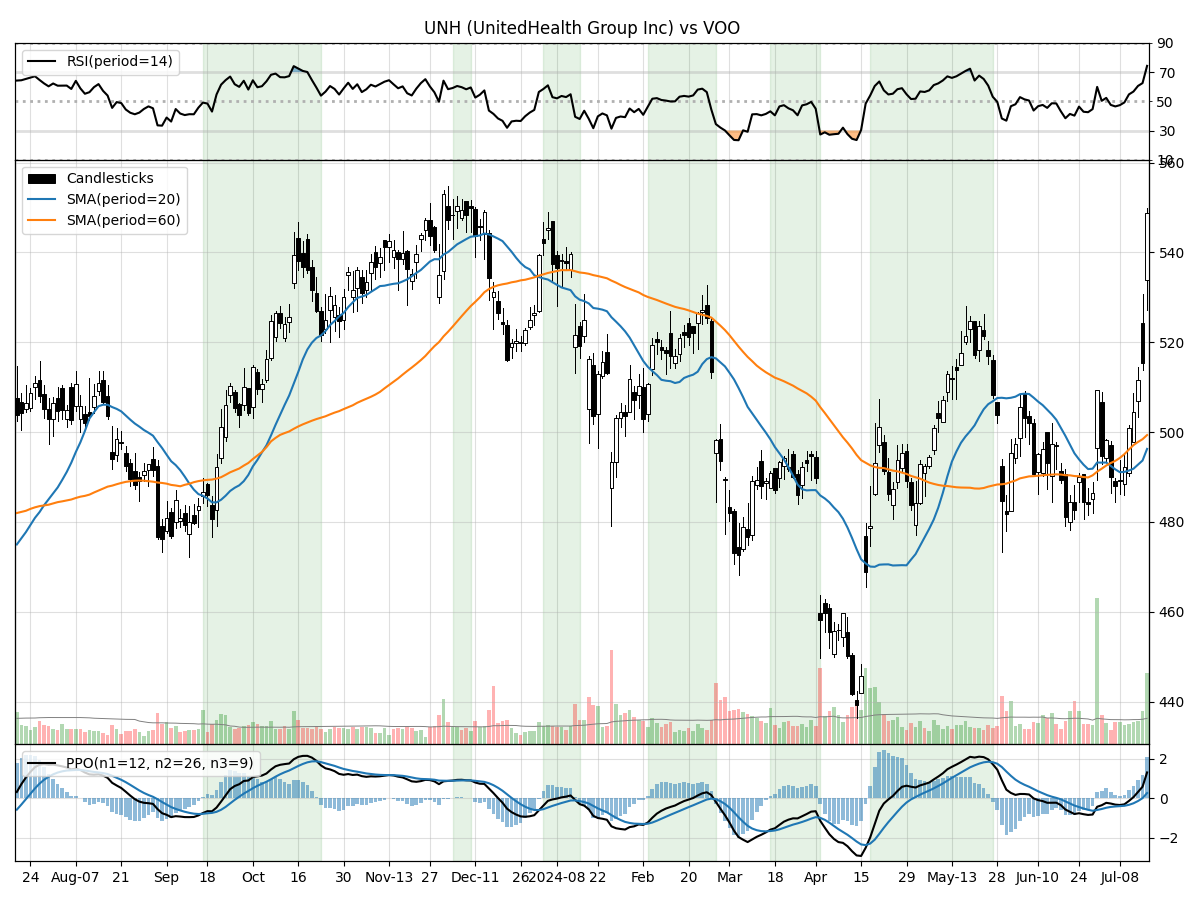 UNH (UnitedHealth Group Inc) vs VOO
RSI(period=14)
90
70
50
30
10
Candlesticks
SMA(period=20)
SMA(period=60)
560
540
520
500
480
460
440
PPO(n1=12, n2=26, n3=9)
2
0
−2
24 Aug-07 21 Sep 18 Oct 16 30 Nov-13 27 Dec-11 26 2024-08 22 Feb 20 Mar 18 Apr 15 29 May-13 28 Jun-10 24 Jul-08